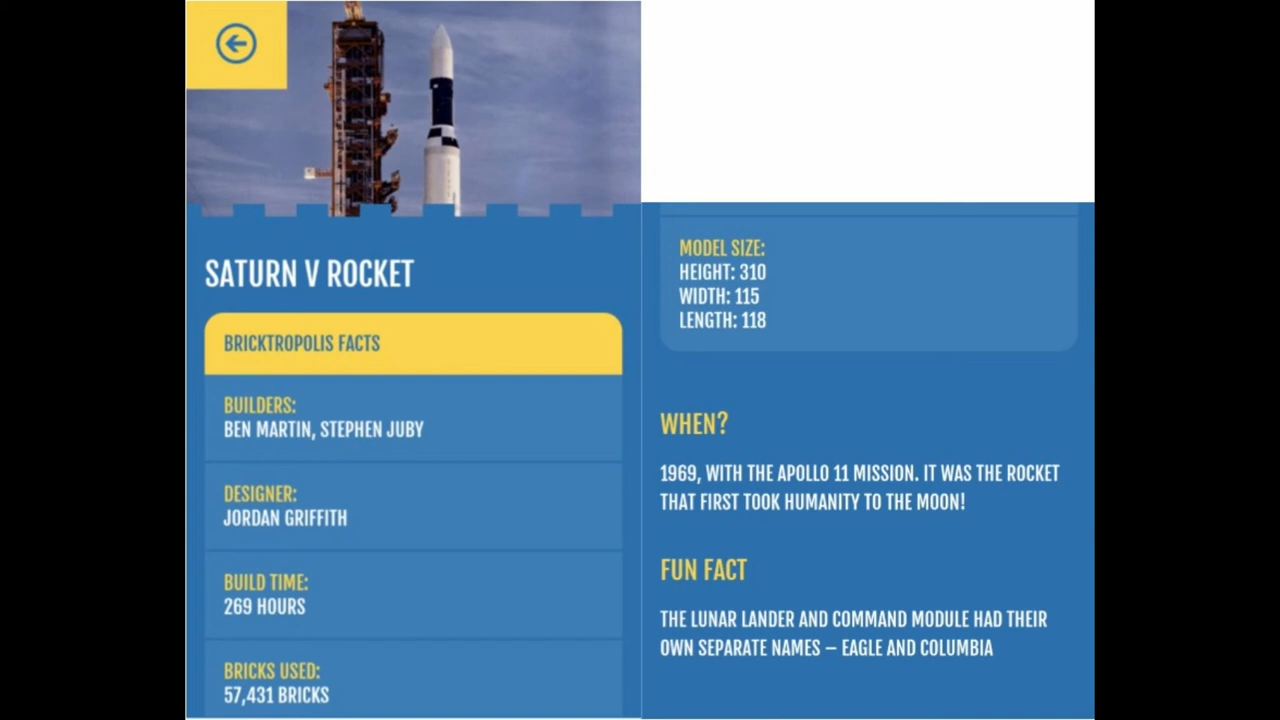 SATURN V ROCKET
BRICKTROPOLIS FACTS
BUILDERS:
BEN MARTIN, STEPHEN JUBY
DESIGNER:
JORDAN GRIFFITH
BUILD TIME:
269 HOURS
BRICKS USED:
57,431 BRICKS
MODEL SIZE:
HEIGHT: 310
WIDTH: 115
LENGTH: 118
WHEN?
1969, WITH THE APOLLO 11 MISSION. IT WAS THE ROCKET
THAT FIRST TOOK HUMANITY TO THE MOON!
FUN FACT
THE LUNAR LANDER AND COMMAND MODULE HAD THEIR
OWN SEPARATE NAMES – EAGLE AND COLUMBIA